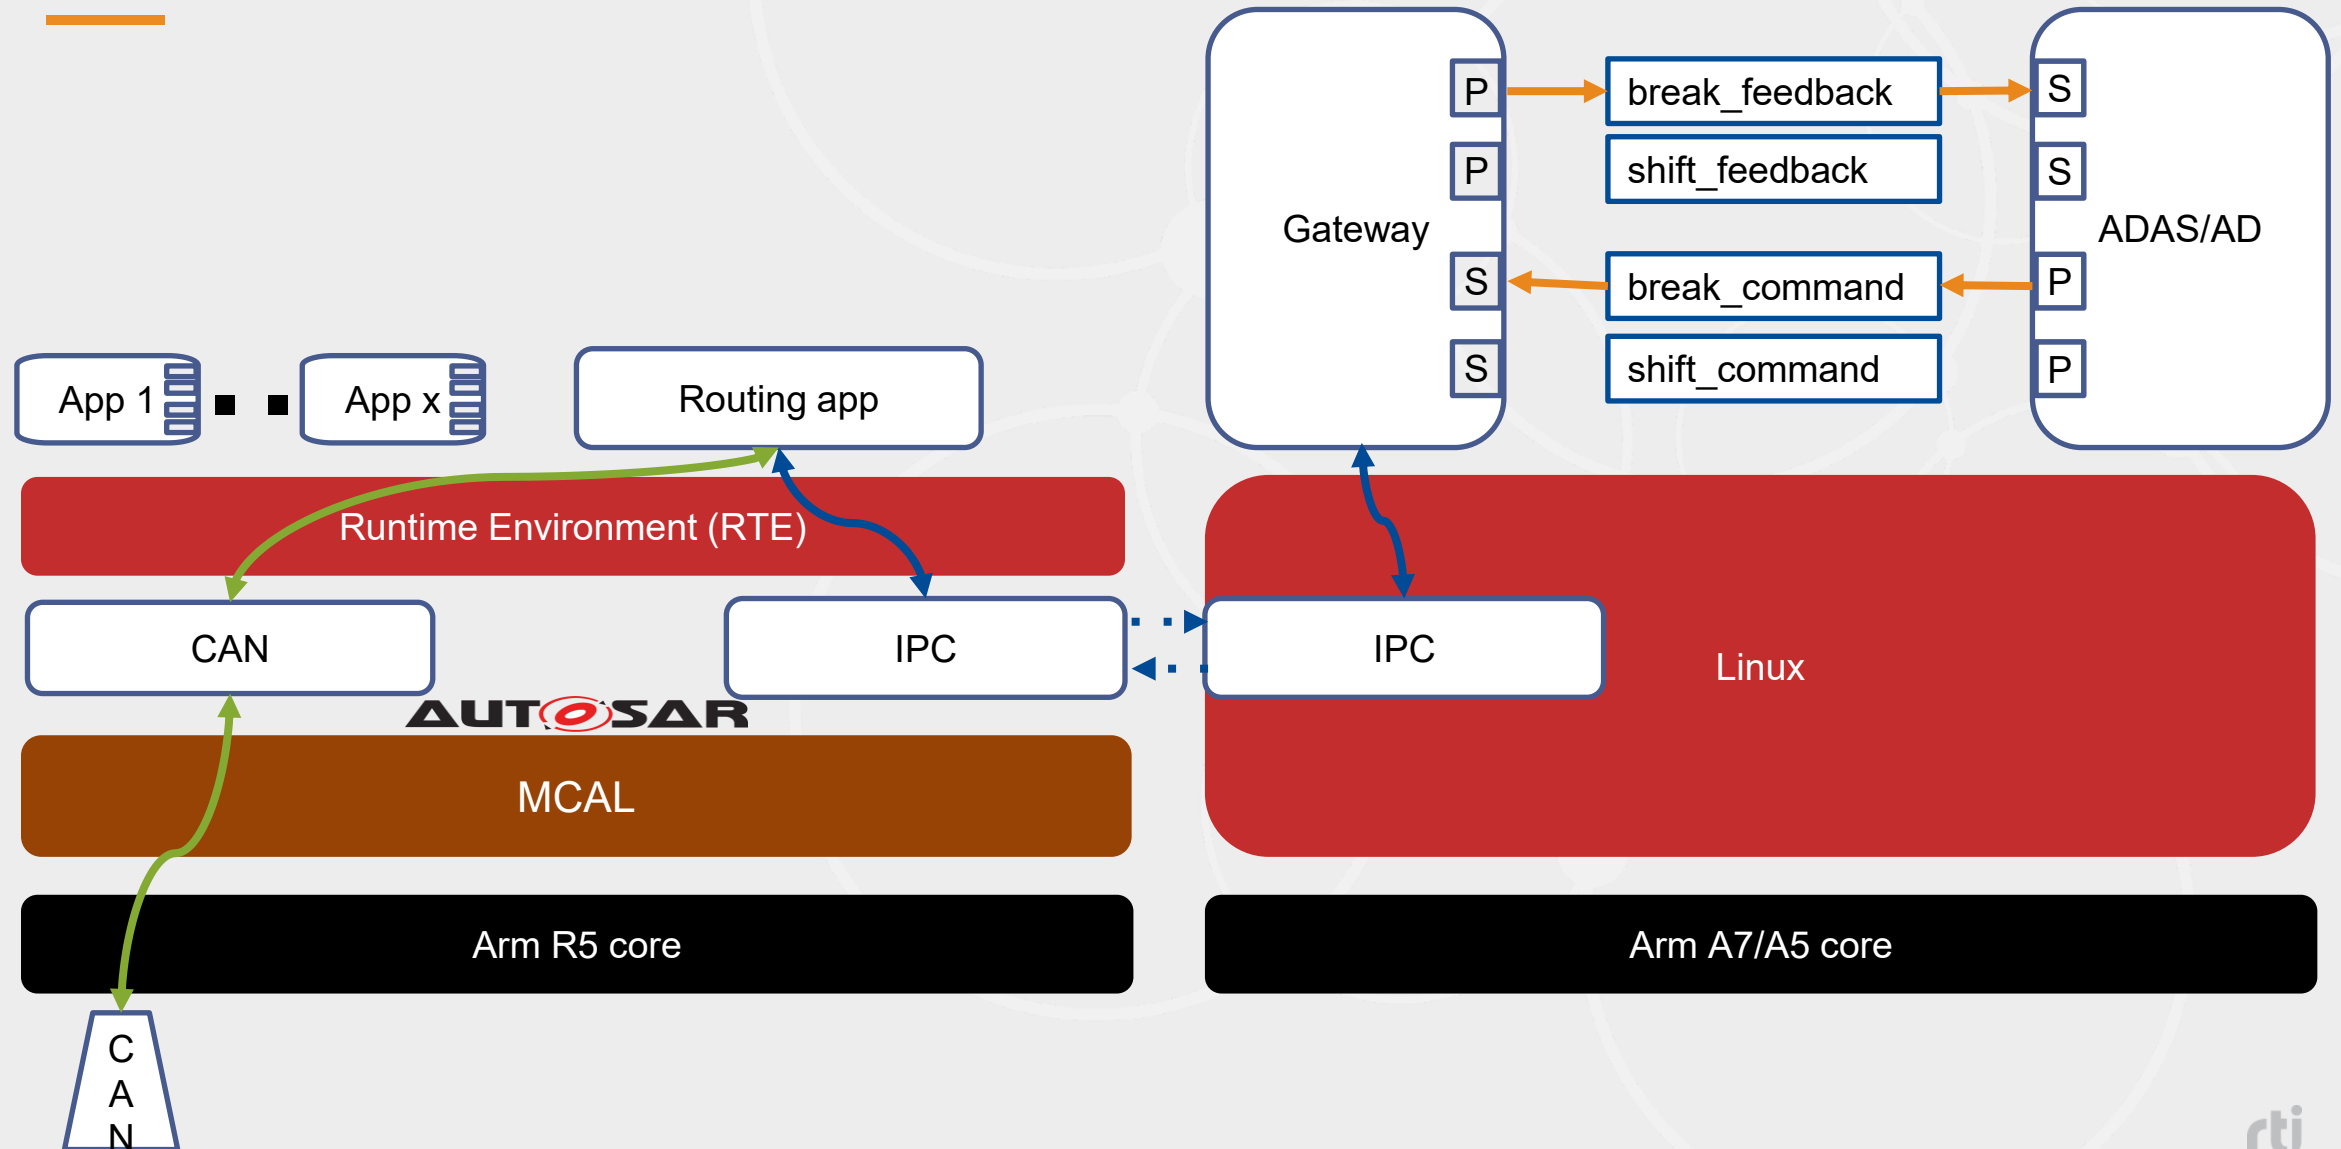 P
break_feedback
S
P
shift_feedback
S
Gateway
ADAS/AD
S
break_command
P
S
shift_command
P
App 1
App x
Routing app
Runtime Environment (RTE)
CAN
IPC
IPC
Linux
AUTOSAR
MCAL
Arm R5 core
Arm A7/A5 core
C
A
N
rti